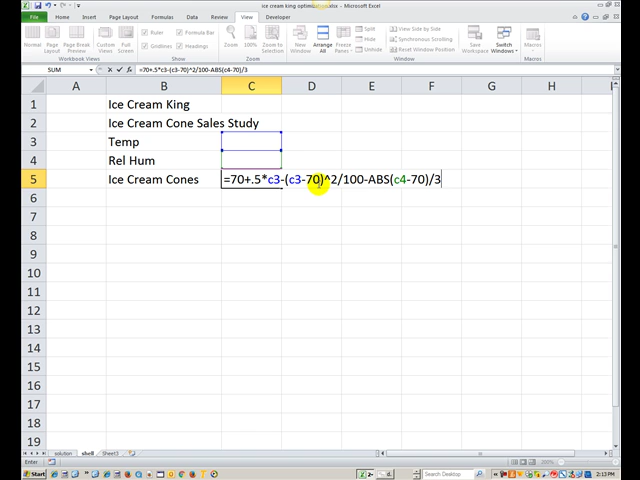 ice cream king optimization.xlsx - Microsoft Excel
File Home Insert Page Layout Formulas Data Review View Developer
Normal Page Layout Page Break Preview Custom Views Full Screen
Ruler Formula Bar
Gridlines Headings
Zoom 100% Zoom to Selection
New Window Arrange All Freeze Panes
Split Hide Unhide
View Side by Side Synchronous Scrolling Reset Window Position
Save Workspace Switch Windows Macros
Workbook Views Show Zoom Window Macros
SUM =70+.5*c3-(c3-70)^2/100-ABS(c4-70)/3
A B C D E F G H
1 Ice Cream King
2 Ice Cream Cone Sales Study
3 Temp
4 Rel Hum
5 Ice Cream Cones =70+.5*c3-(c3-70)^2/100-ABS(c4-70)/3
6
7
8
9
10
11
12
13
14
15
16
17
18
19
solution shell Sheet3
Enter 200%
Start Search Desktop 2:13 PM